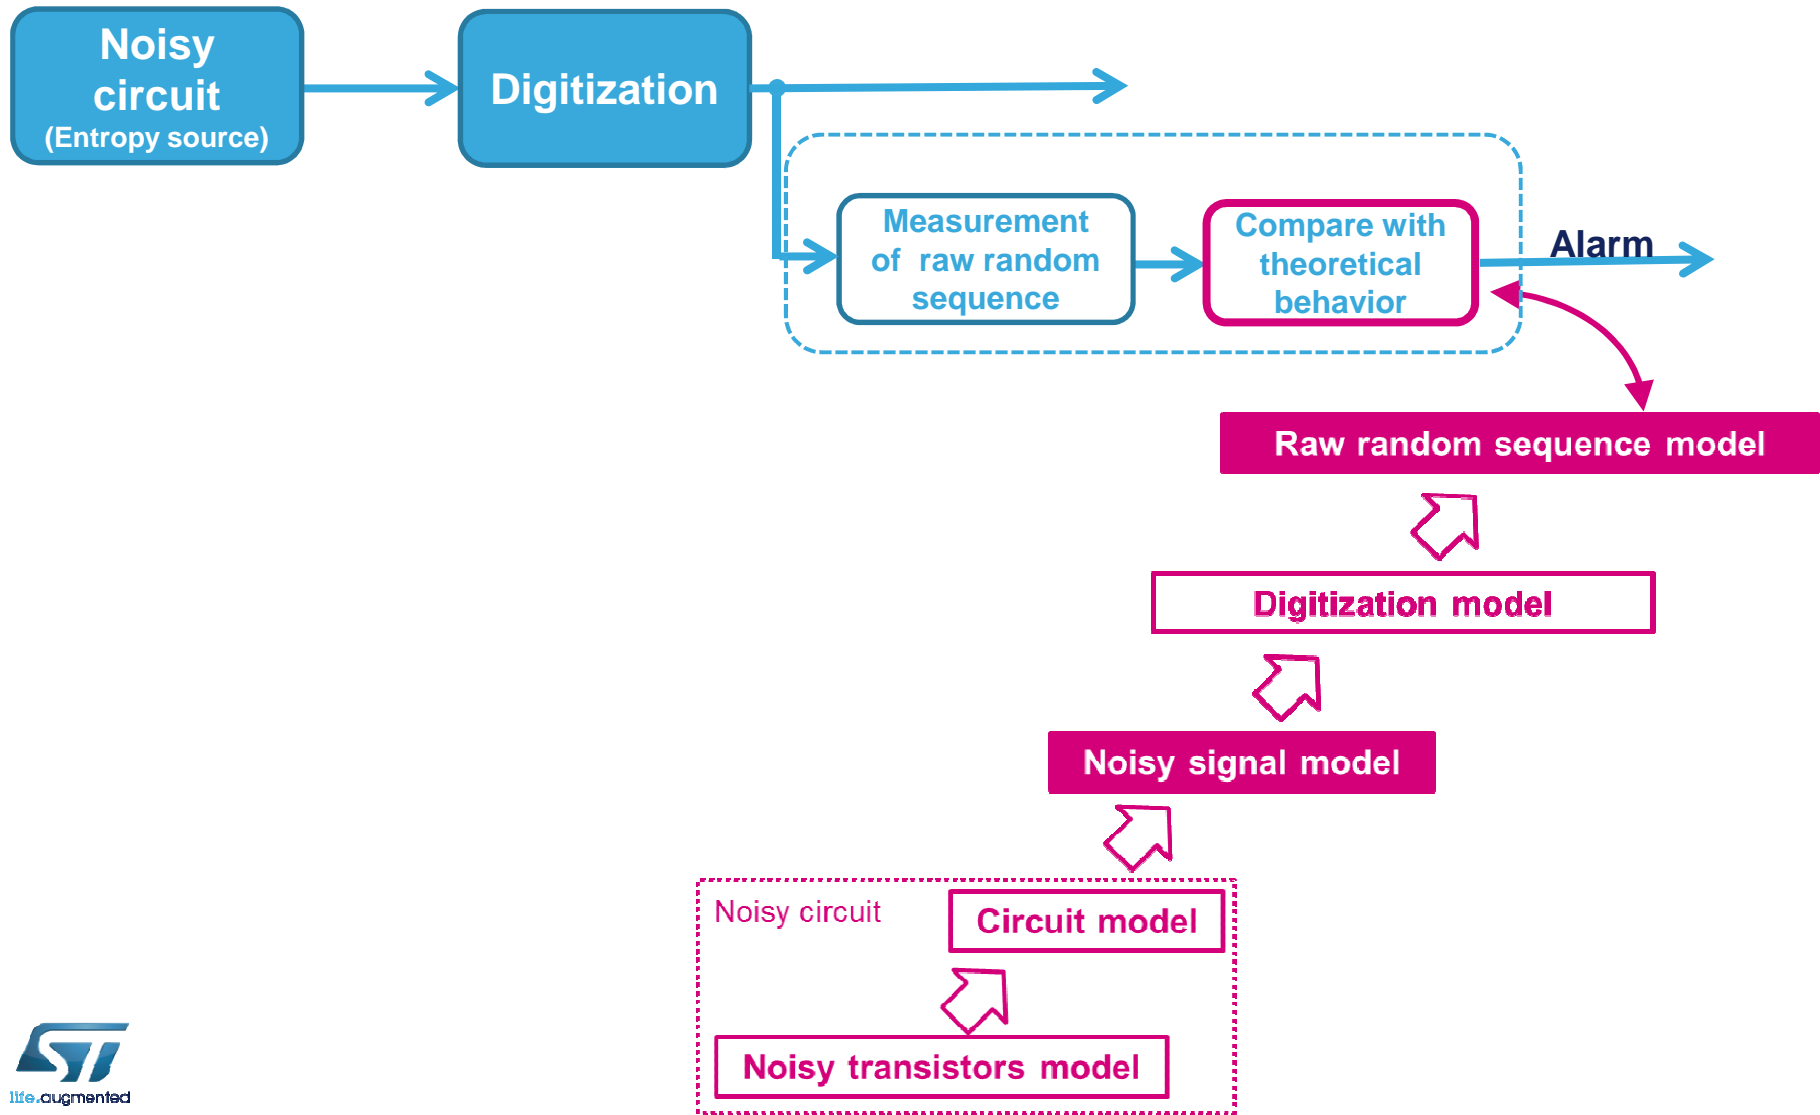 Noisy
circuit
(Entropy source)
Digitization
Measurement
of raw random
sequence
Compare with
theoretical
behavior
Alarm
Raw random sequence model
Digitization model
Noisy signal model
Noisy circuit
Circuit model
Noisy transistors model
ST
life.augmented